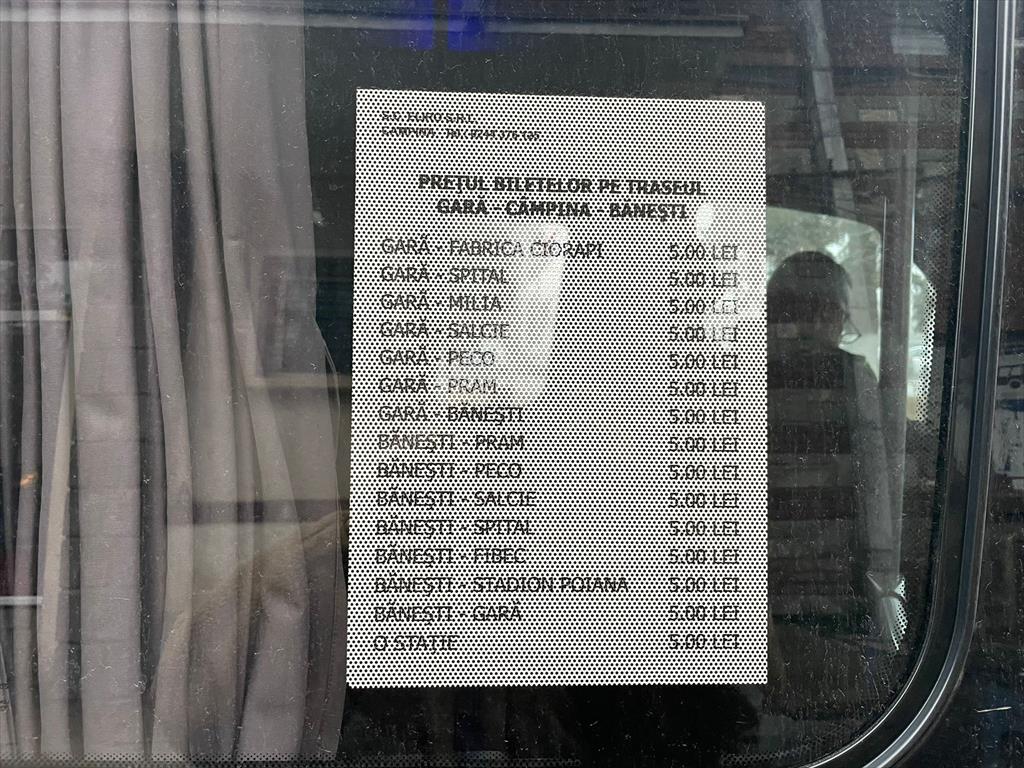 S.C. EURO S.R.L.
CAMPINA
PREȚUL BILETELOR PE TRASEUL
GARĂ - CÂMPINA - BĂNEȘTI
GARĂ - FABRICA CIORAPI 5.00 LEI
GARĂ - SPITAL 5.00 LEI
GARĂ - MILIA 5.00 LEI
GARĂ - SALCIE 5.00 LEI
GARĂ - PECO 5.00 LEI
GARĂ - PRAM 5.00 LEI
GARĂ - BĂNEȘTI 5.00 LEI
BĂNEȘTI - PRAM 5.00 LEI
BĂNEȘTI - PECO 5.00 LEI
BĂNEȘTI - SALCIE 5.00 LEI
BĂNEȘTI - SPITAL 5.00 LEI
BĂNEȘTI - FIBEC 5.00 LEI
BĂNEȘTI - STADION POIANA 5.00 LEI
BĂNEȘTI - GARĂ 5.00 LEI
O STAȚIE 5.00 LEI